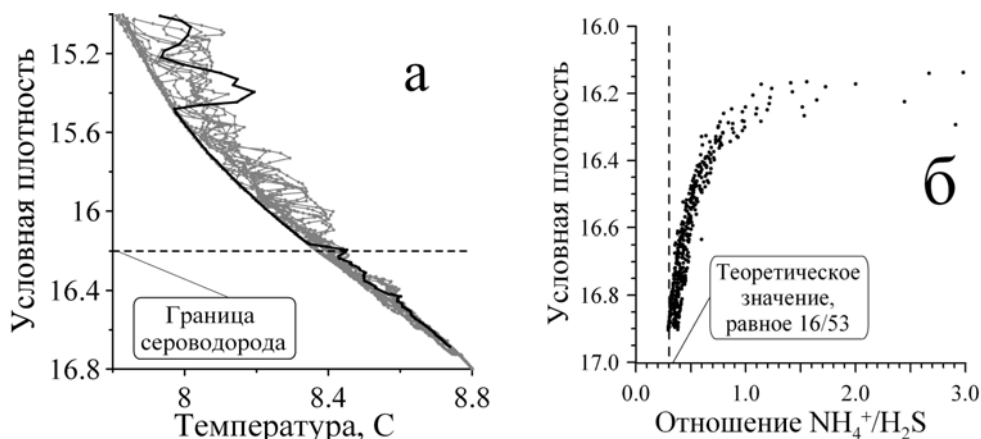 Условная плотность
15.2
15.6
16
16.4
16.8
а
Граница
сероводорода
8
8.4
8.8
Температура, С
Условная плотность
16.0
16.2
16.4
16.6
16.8
17.0
б
Теоретическое
значение,
равное 16/53
0.0
1.0
2.0
3.0
Отношение NH₄⁺/H₂S